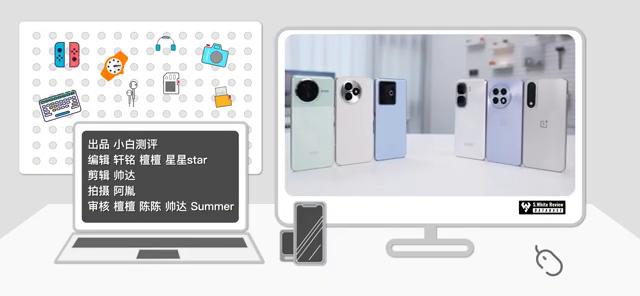 出品 小白测评
编辑 轩铭 檀檀 星星star
剪辑 帅达
拍摄 阿胤
审核 檀檀 陈陈 帅达 Summer
S.White Review
DATABASE